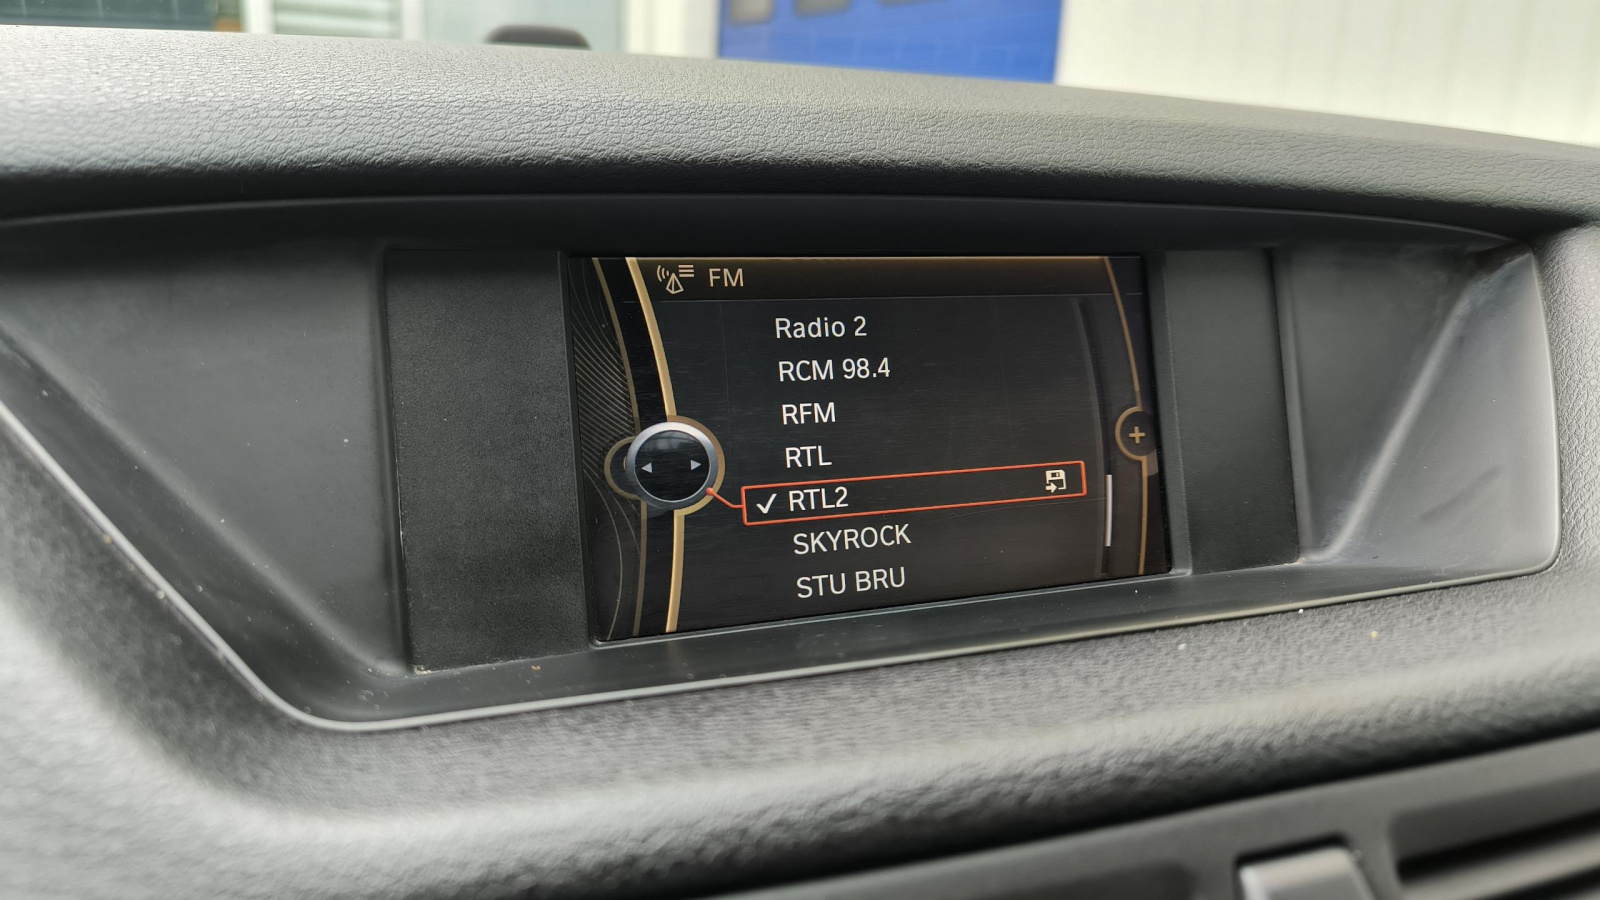 FM
Radio 2
RCM 98.4
RFM
RTL
RTL2
SKYROCK
STU BRU